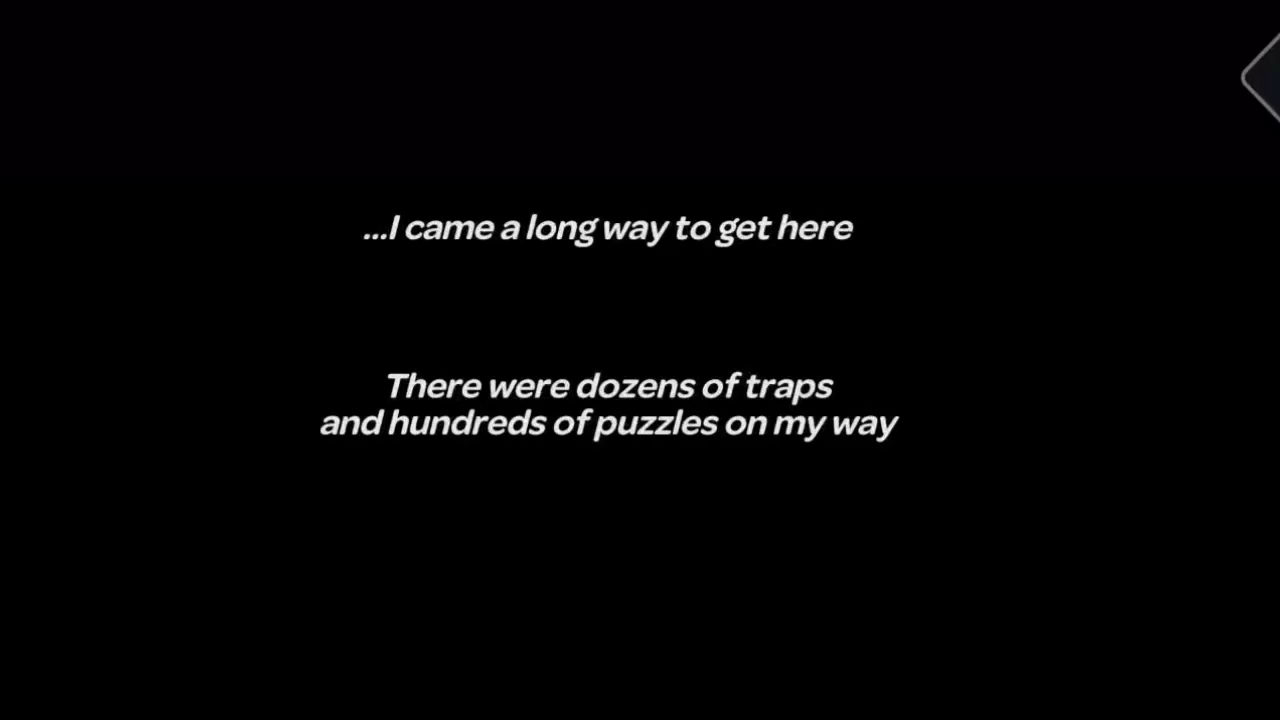 ...I came a long way to get here
There were dozens of traps
and hundreds of puzzles on my way